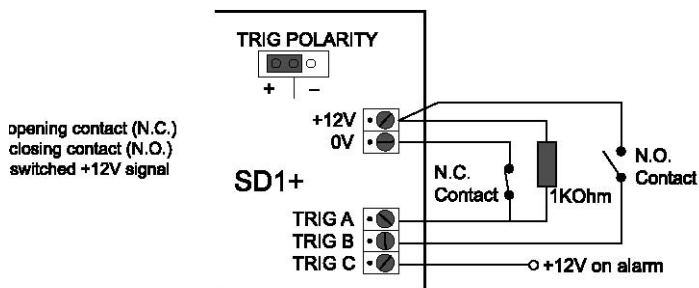 TRIG POLARITY
+ –
opening contact (N.C.)
closing contact (N.O.)
switched +12V signal
+12V
0V
SD1+
N.C.
Contact
1KOhm
N.O.
Contact
TRIG A
TRIG B
TRIG C
+12V on alarm